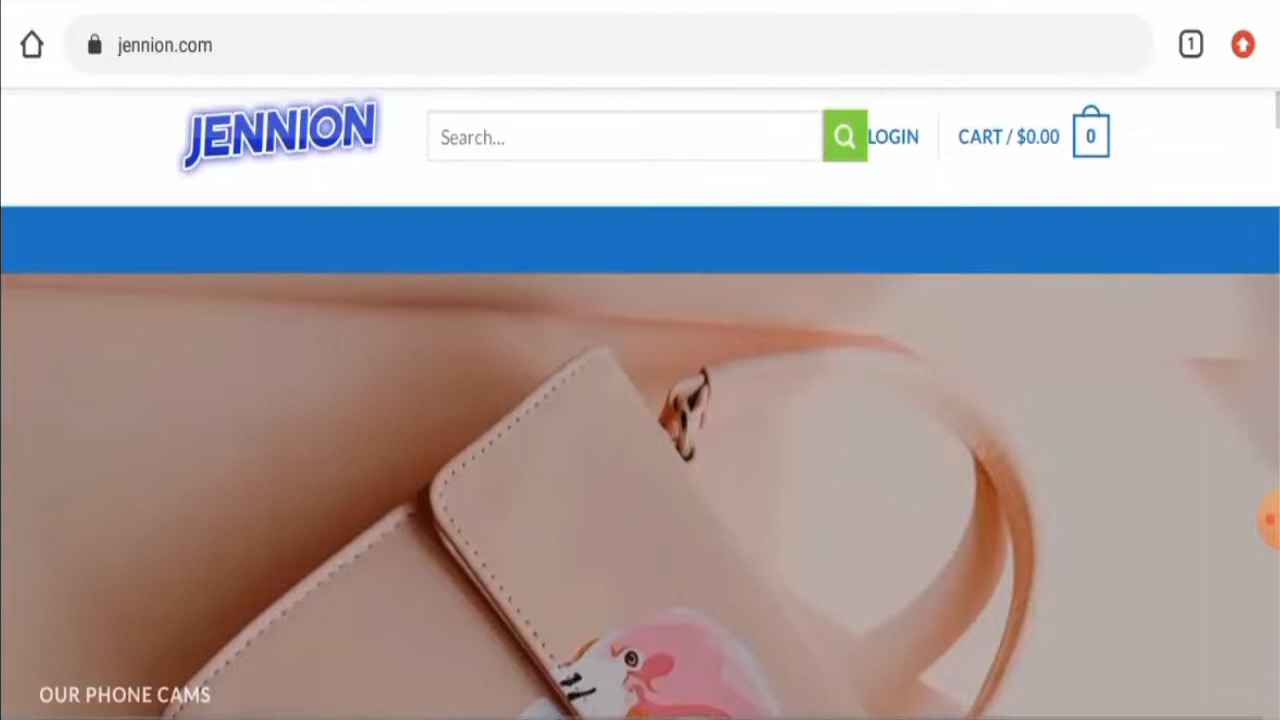 1
jennion.com
JENNION
Search...
LOGIN
CART / $0.00
0
OUR PHONE CAMS